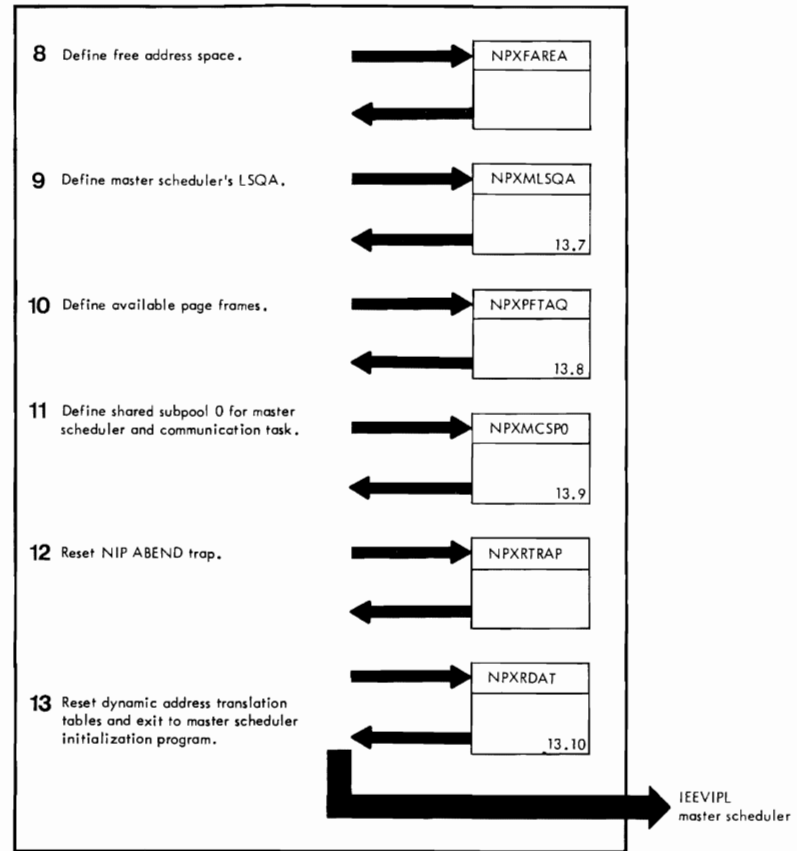 8 Define free address space.
NPXFAREA
9 Define master scheduler's LSQA.
NPXMLSQA
13.7
10 Define available page frames.
NPXPFTAQ
13.8
11 Define shared subpool 0 for master
scheduler and communication task.
NPXMCSP0
13.9
12 Reset NIP ABEND trap.
NPXRTRAP
NPXRDAT
13 Reset dynamic address translation
tables and exit to master scheduler
initialization program.
13.10
IEEVIPL
master scheduler